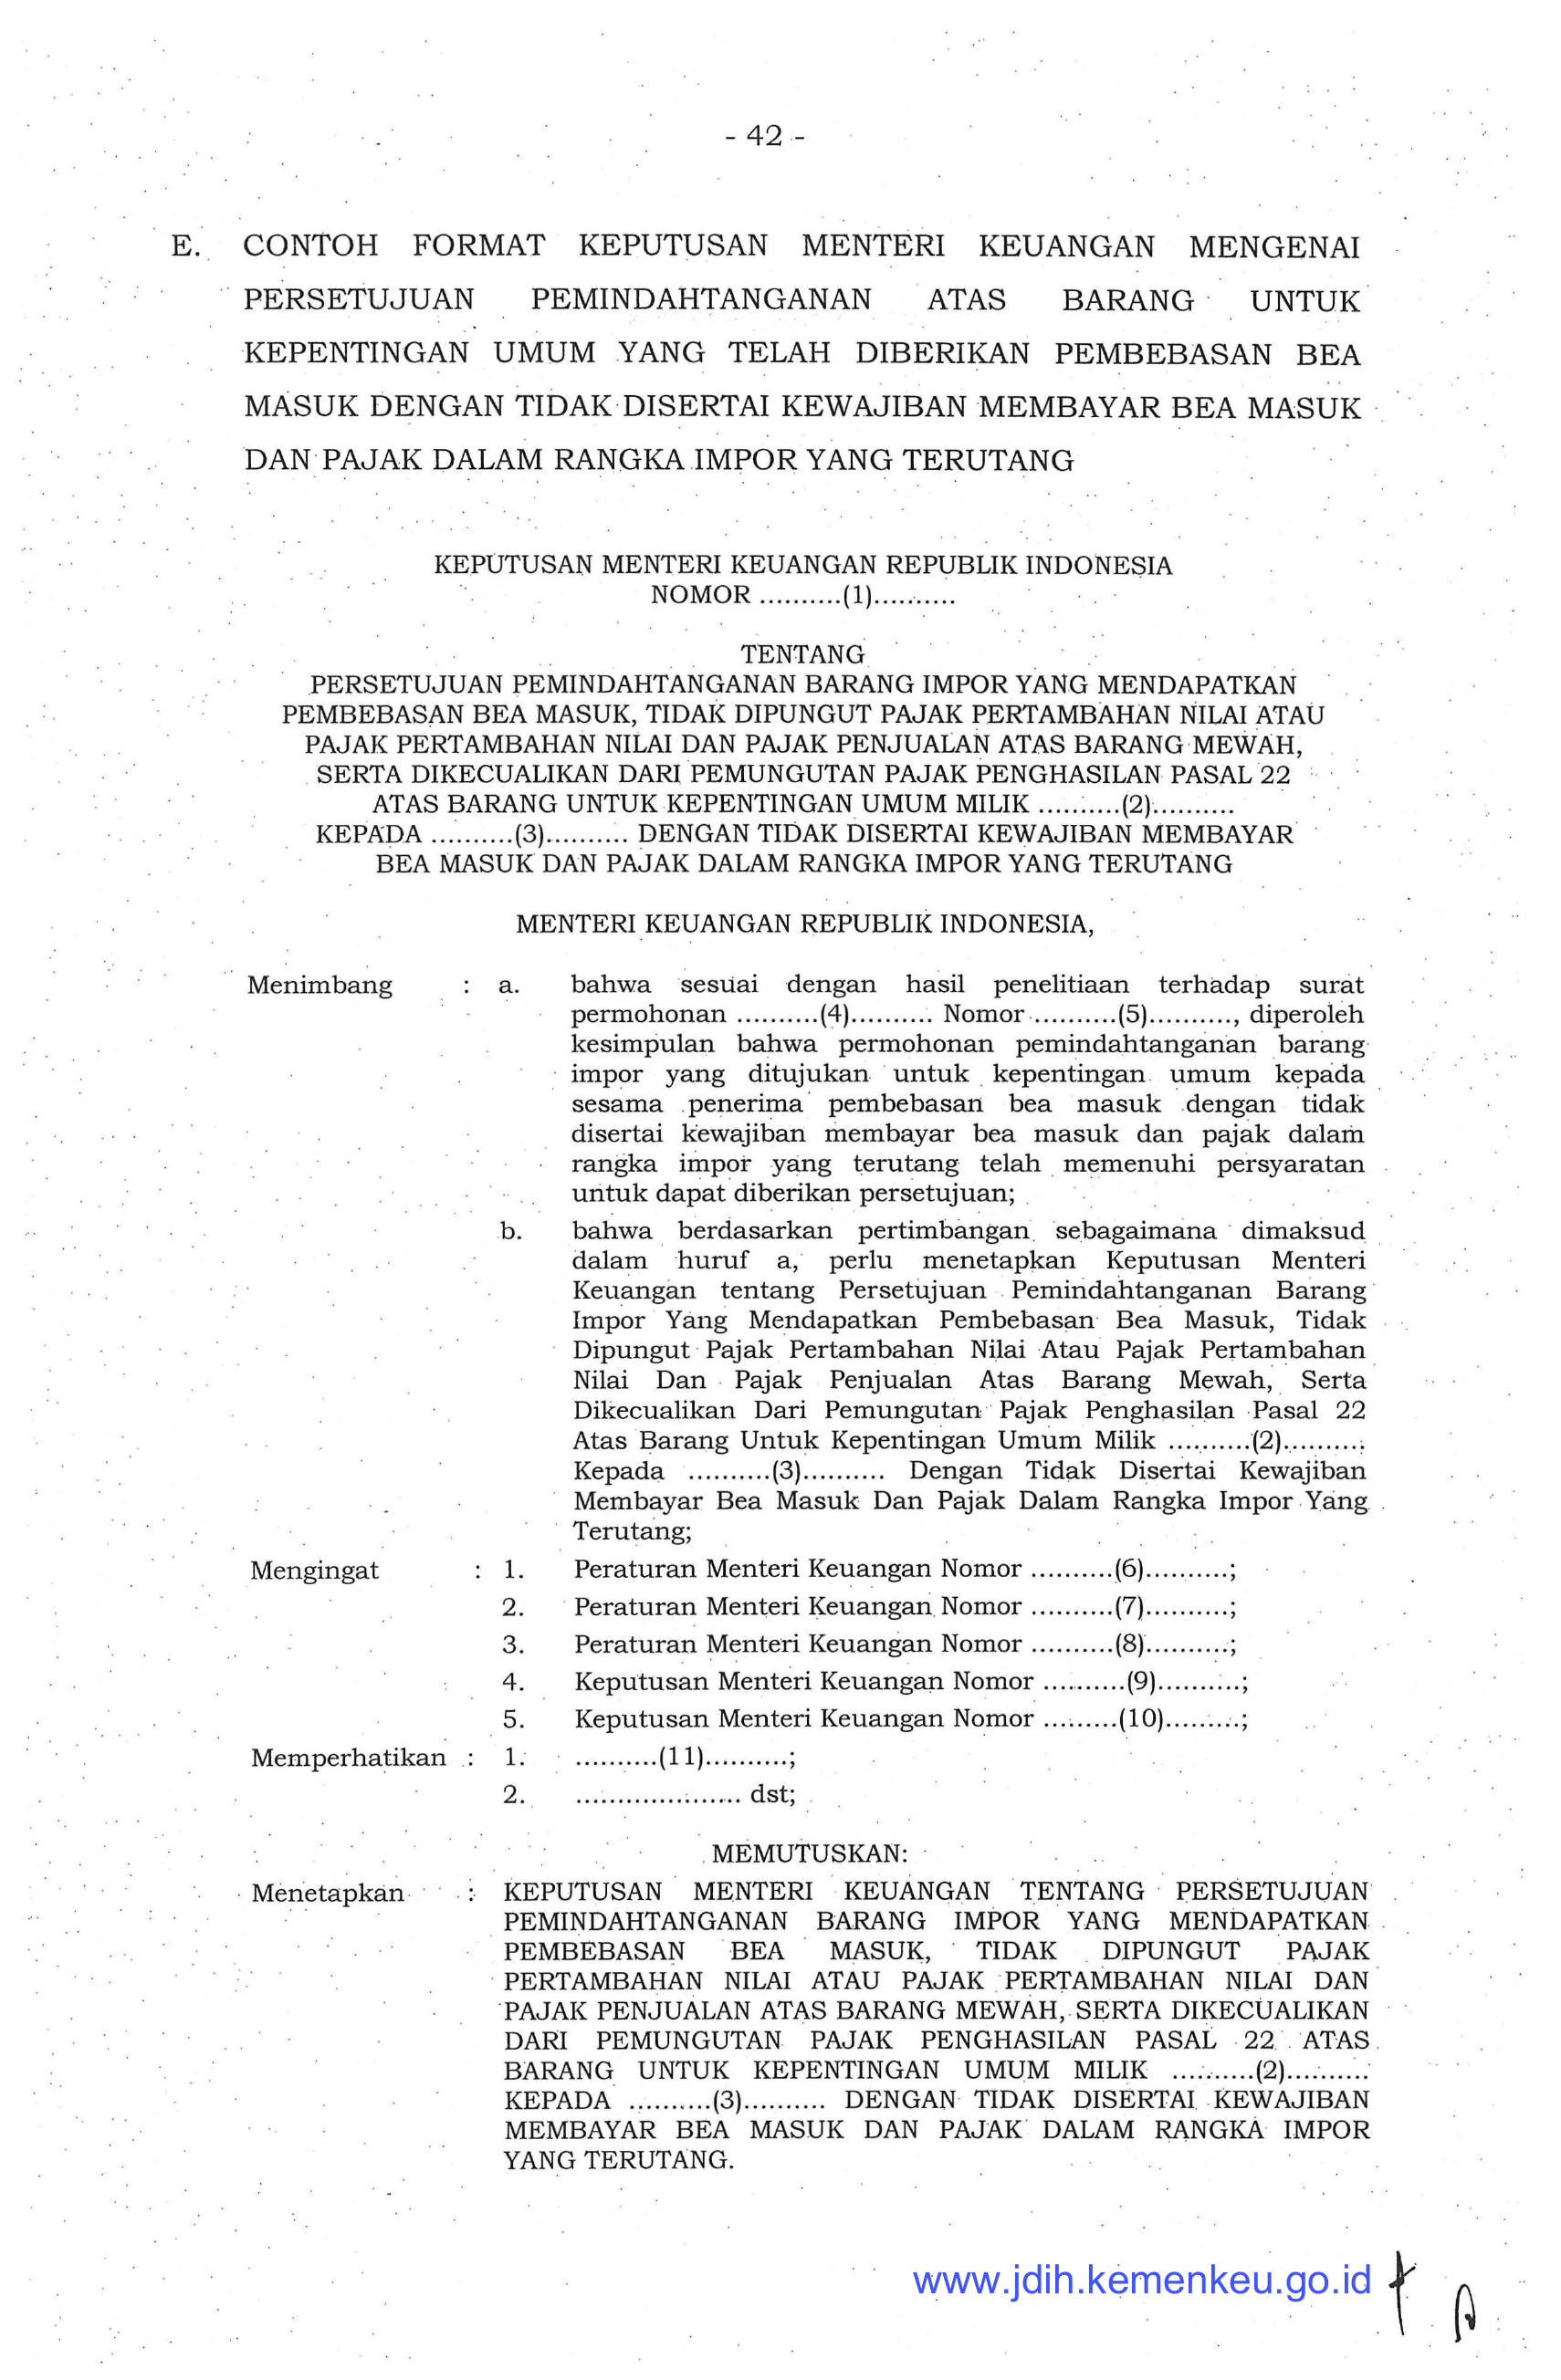 - 42 -
E. CONTOH FORMAT KEPUTUSAN MENTERI KEUANGAN MENGENAI
PERSETUJUAN PEMINDAHTANGANAN ATAS BARANG UNTUK
KEPENTINGAN UMUM YANG TELAH DIBERIKAN PEMBEBASAN BEA
MASUK DENGAN TIDAK DISERTAI KEWAJIBAN MEMBAYAR BEA MASUK
DAN PAJAK DALAM RANGKA IMPOR YANG TERUTANG
KEPUTUSAN MENTERI KEUANGAN REPUBLIK INDONESIA
NOMOR ..........(1)..........
TENTANG
PERSETUJUAN PEMINDAHTANGANAN BARANG IMPOR YANG MENDAPATKAN
PEMBEBASAN BEA MASUK, TIDAK DIPUNGUT PAJAK PERTAMBAHAN NILAI ATAU
PAJAK PERTAMBAHAN NILAI DAN PAJAK PENJUALAN ATAS BARANG MEWAH,
SERTA DIKECUALIKAN DARI PEMUNGUTAN PAJAK PENGHASILAN PASAL 22
ATAS BARANG UNTUK KEPENTINGAN UMUM MILIK ..........(2)..........
KEPADA ..........(3).......... DENGAN TIDAK DISERTAI KEWAJIBAN MEMBAYAR
BEA MASUK DAN PAJAK DALAM RANGKA IMPOR YANG TERUTANG
MENTERI KEUANGAN REPUBLIK INDONESIA,
Menimbang : a. bahwa sesuai dengan hasil penelitiaan terhadap surat
permohonan ..........(4).......... Nomor ..........(5).........., diperoleh
kesimpulan bahwa permohonan pemindahtanganan barang
impor yang ditujukan untuk kepentingan umum kepada
sesama penerima pembebasan bea masuk dengan tidak
disertai kewajiban membayar bea masuk dan pajak dalam
rangka impor yang terutang telah memenuhi persyaratan
untuk dapat diberikan persetujuan;
b. bahwa berdasarkan pertimbangan sebagaimana dimaksud
dalam huruf a, perlu menetapkan Keputusan Menteri
Keuangan tentang Persetujuan Pemindahtanganan Barang
Impor Yang Mendapatkan Pembebasan Bea Masuk, Tidak
Dipungut Pajak Pertambahan Nilai Atau Pajak Pertambahan
Nilai Dan Pajak Penjualan Atas Barang Mewah, Serta
Dikecualikan Dari Pemungutan Pajak Penghasilan Pasal 22
Atas Barang Untuk Kepentingan Umum Milik ..........(2)..........
Kepada ..........(3).......... Dengan Tidak Disertai Kewajiban
Membayar Bea Masuk Dan Pajak Dalam Rangka Impor Yang
Terutang;
Mengingat : 1. Peraturan Menteri Keuangan Nomor ..........(6)..........;
2. Peraturan Menteri Keuangan Nomor ..........(7)..........;
3. Peraturan Menteri Keuangan Nomor ..........(8)..........;
4. Keputusan Menteri Keuangan Nomor ..........(9)..........;
5. Keputusan Menteri Keuangan Nomor .........(10).........;
Memperhatikan : 1. ..........(11)..........;
2. .................... dst;
MEMUTUSKAN:
Menetapkan : KEPUTUSAN MENTERI KEUANGAN TENTANG PERSETUJUAN
PEMINDAHTANGANAN BARANG IMPOR YANG MENDAPATKAN
PEMBEBASAN BEA MASUK, TIDAK DIPUNGUT PAJAK
PERTAMBAHAN NILAI ATAU PAJAK PERTAMBAHAN NILAI DAN
PAJAK PENJUALAN ATAS BARANG MEWAH, SERTA DIKECUALIKAN
DARI PEMUNGUTAN PAJAK PENGHASILAN PASAL 22 ATAS
BARANG UNTUK KEPENTINGAN UMUM MILIK ..........(2)..........
KEPADA ..........(3).......... DENGAN TIDAK DISERTAI KEWAJIBAN
MEMBAYAR BEA MASUK DAN PAJAK DALAM RANGKA IMPOR
YANG TERUTANG.
www.jdih.kemenkeu.go.id